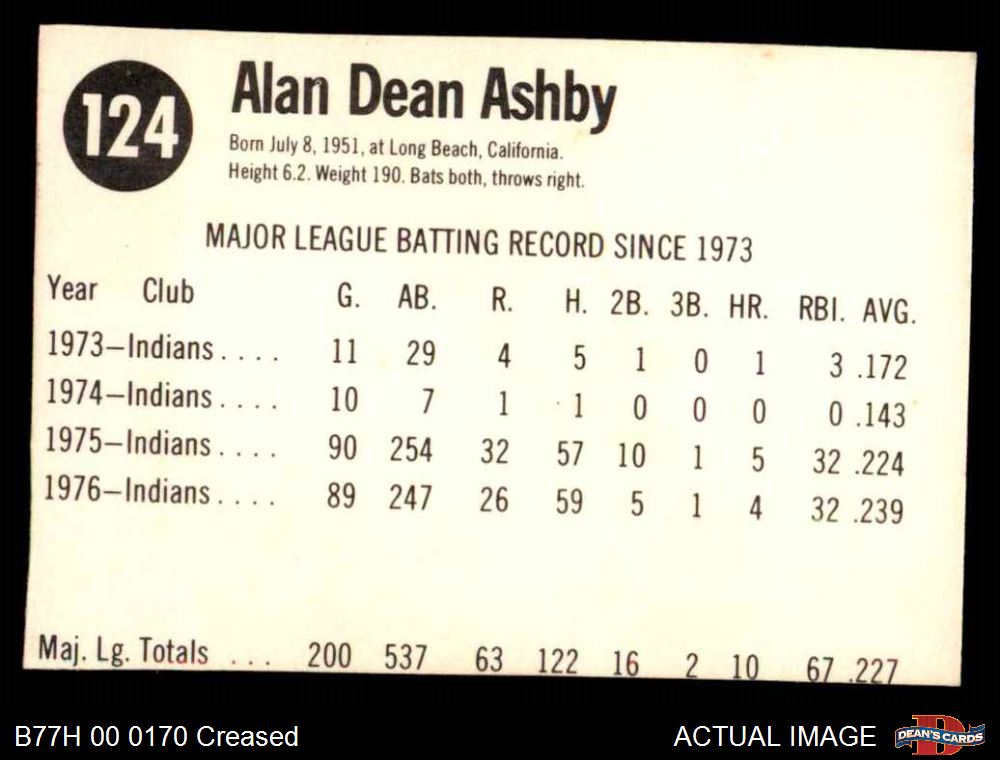 124
Alan Dean Ashby
Born July 8, 1951, at Long Beach, California.
Height 6.2. Weight 190. Bats both, throws right.
MAJOR LEAGUE BATTING RECORD SINCE 1973
Year Club G. AB. R. H. 2B. 3B. HR. RBI. AVG.
1973—Indians.... 11 29 4 5 1 0 1 3 .172
1974—Indians.... 10 7 1 1 0 0 0 0 .143
1975—Indians.... 90 254 32 57 10 1 5 32 .224
1976—Indians.... 89 247 26 59 5 1 4 32 .239
Maj. Lg. Totals ... 200 537 63 122 16 2 10 67 .227
B77H 00 0170 Creased
ACTUAL IMAGE
DEAN'S CARDS